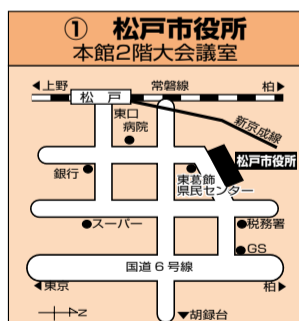 ① 松戸市役所
本館2階大会議室
◀上野 常磐線 柏▶
松戸
新京成線
東口
病院
松戸市役所
銀行
東葛飾
県民センター
●スーパー
●税務署
●GS
国道6号線
◀東京 柏▶
▼胡録台
N